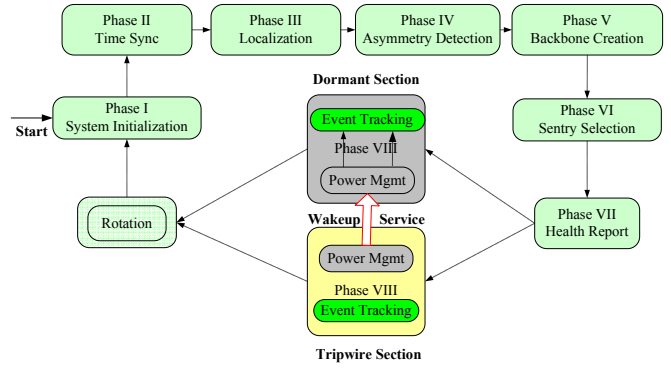 Phase II
Time Sync
Phase III
Localization
Phase IV
Asymmetry Detection
Phase V
Backbone Creation
Dormant Section
Phase I
System Initialization
Start
Event Tracking
Phase VIII
Power Mgmt
Phase VI
Sentry Selection
Rotation
Wakeup Service
Phase VII
Health Report
Power Mgmt
Phase VIII
Event Tracking
Tripwire Section